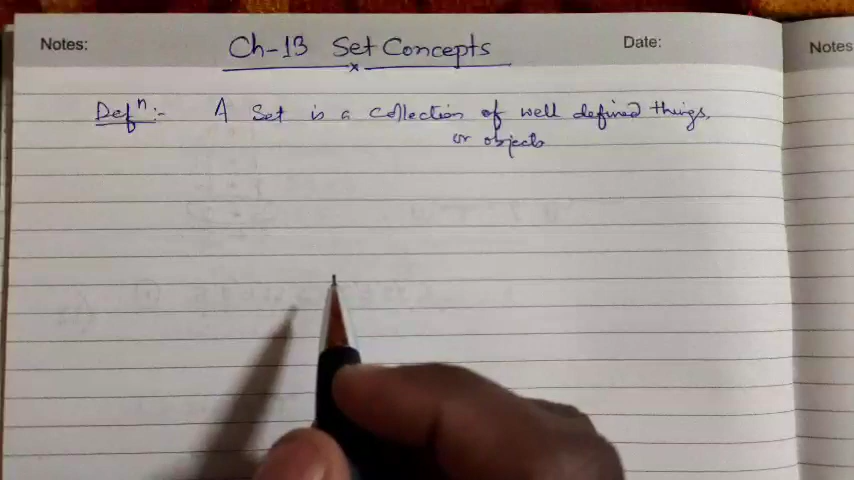 Notes:
Ch-13 Set Concepts
Date:
Notes
Defⁿ:- A Set is a collection of well defined things,
or objects